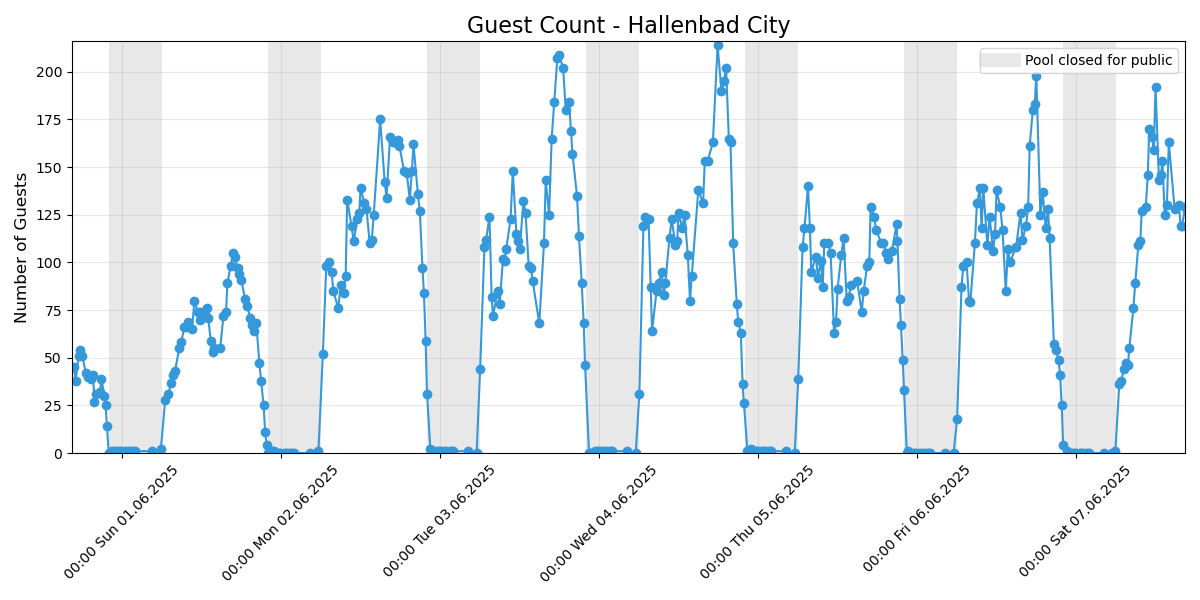 Guest Count - Hallenbad City
Pool closed for public
Number of Guests
200
175
150
125
100
75
50
25
0
00:00 Sun 01.06.2025
00:00 Mon 02.06.2025
00:00 Tue 03.06.2025
00:00 Wed 04.06.2025
00:00 Thu 05.06.2025
00:00 Fri 06.06.2025
00:00 Sat 07.06.2025